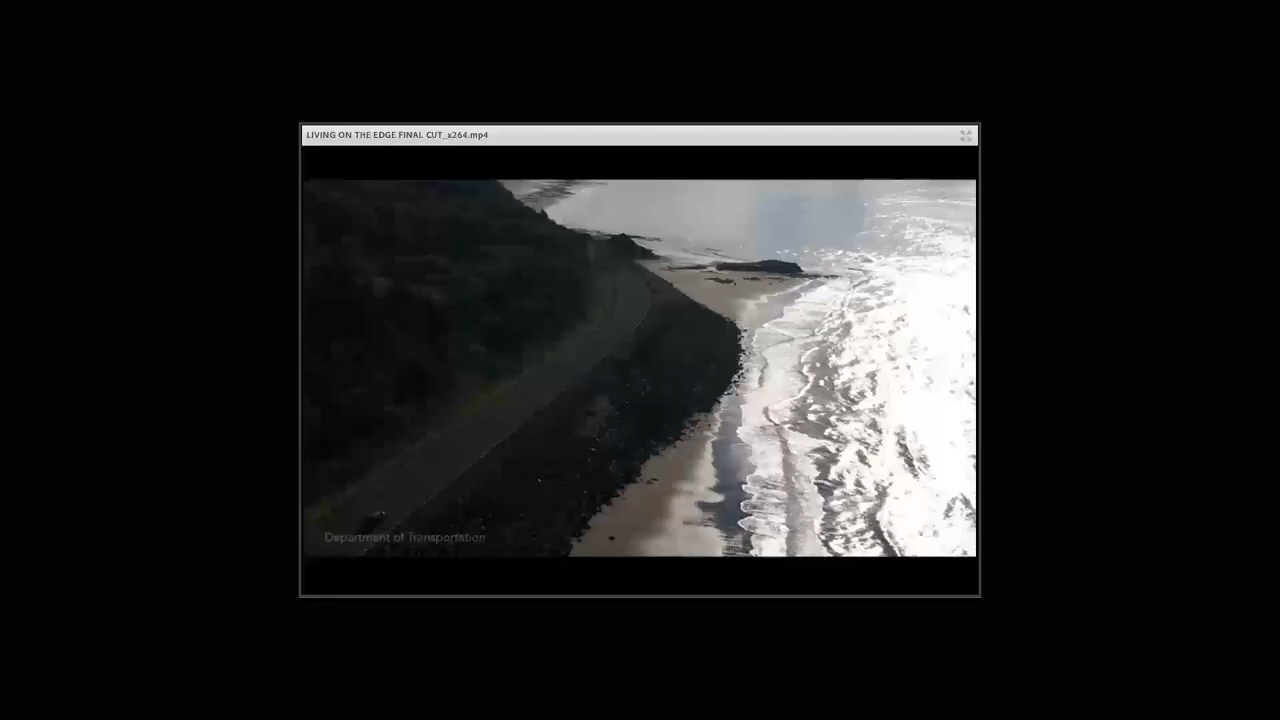 LIVING ON THE EDGE FINAL CUT_x264.mp4
Department of Transportation